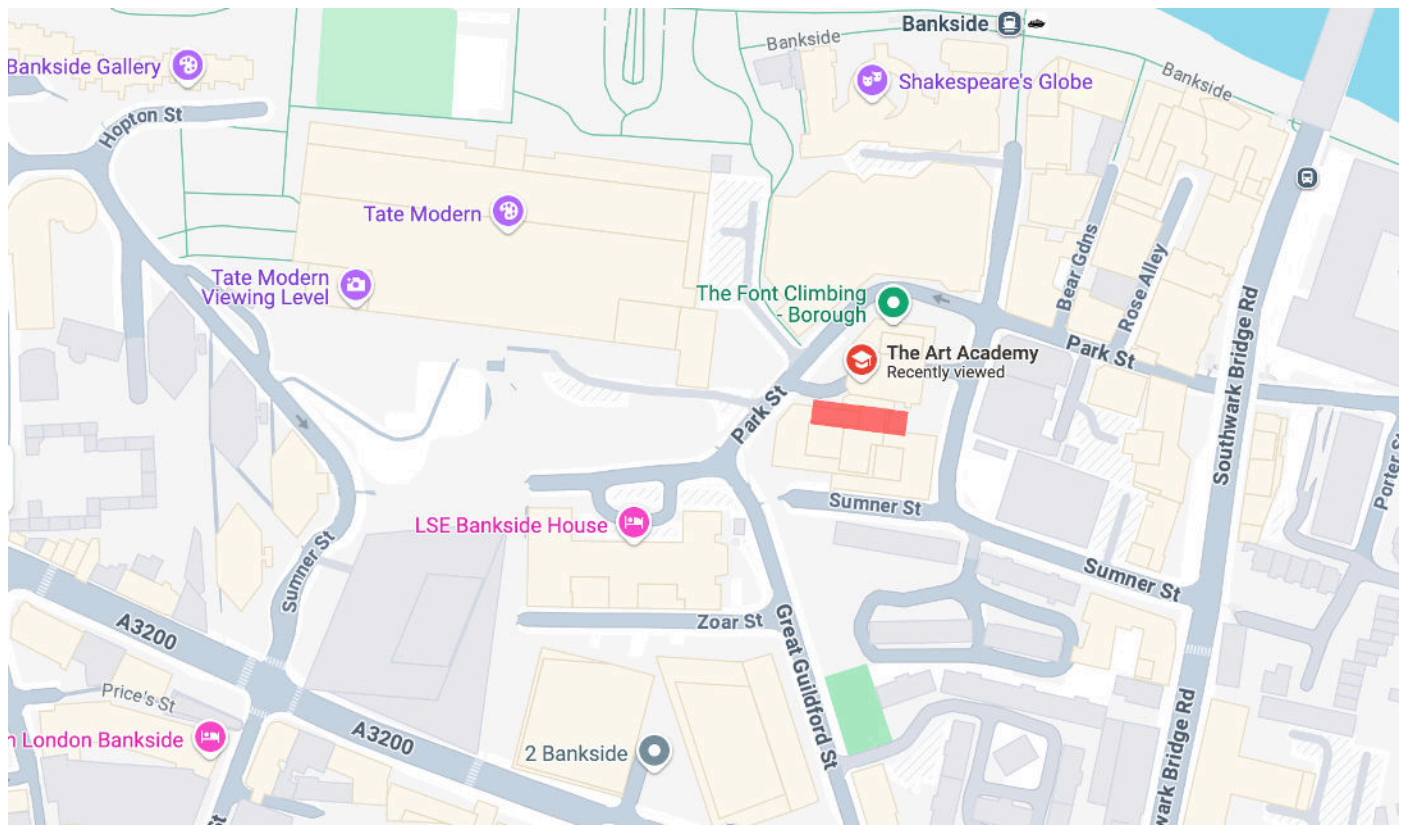 Bankside
Bankside
Bankside
Bankside Gallery
Shakespeare's Globe
Hopton St
Tate Modern
Tate Modern
Viewing Level
The Font Climbing
- Borough
Bear Gdns
Rose Alley
Southwark Bridge Rd
Park St
The Art Academy
Recently viewed
Park St
Porter St
Sumner St
LSE Bankside House
Sumner St
Sumner St
A3200
Zoar St
Great Guildford St
Price's St
A3200
n London Bankside
2 Bankside
wark Bridge Rd
St